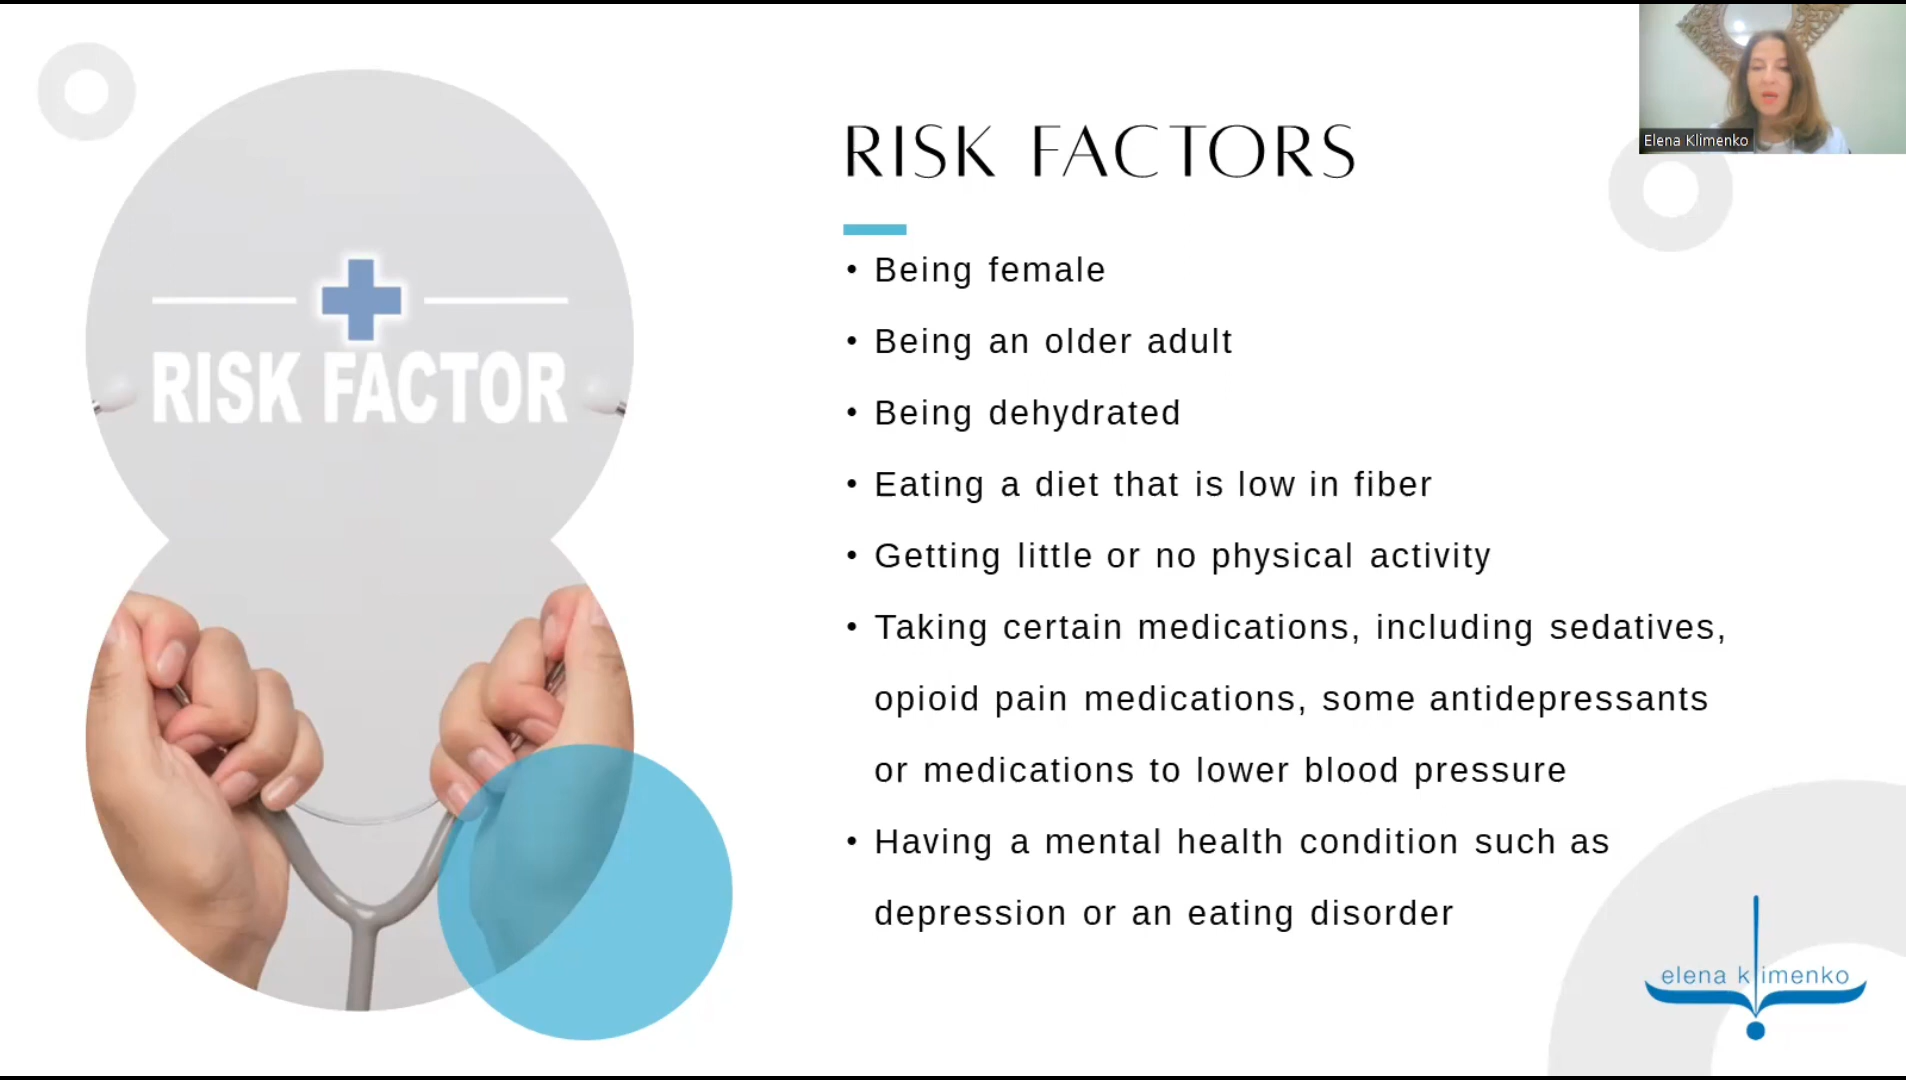 Elena Klimenko
RISK FACTORS
RISK FACTOR
• Being female
• Being an older adult
• Being dehydrated
• Eating a diet that is low in fiber
• Getting little or no physical activity
• Taking certain medications, including sedatives,
opioid pain medications, some antidepressants
or medications to lower blood pressure
• Having a mental health condition such as
depression or an eating disorder
elena klimenko